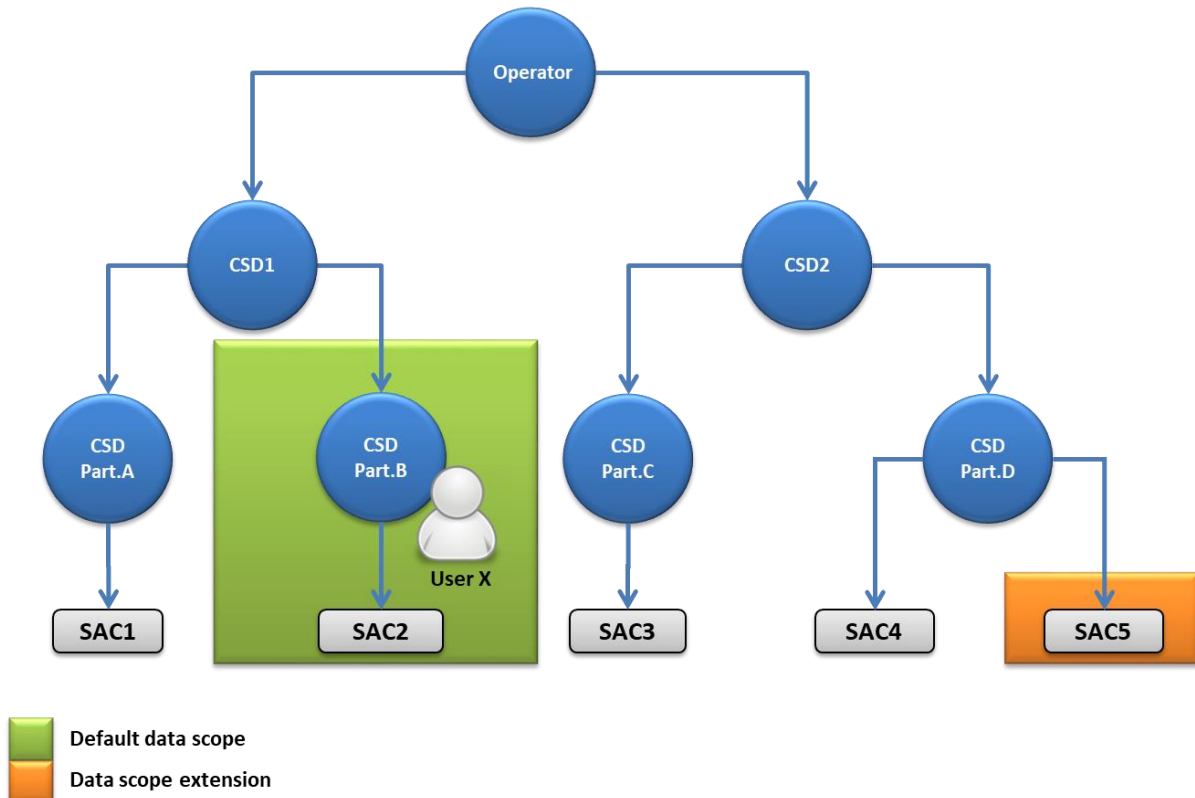 Operator
CSD1
CSD2
CSD
Part.A
CSD
Part.B
CSD
Part.C
CSD
Part.D
User X
SAC1
SAC2
SAC3
SAC4
SAC5
Default data scope
Data scope extension